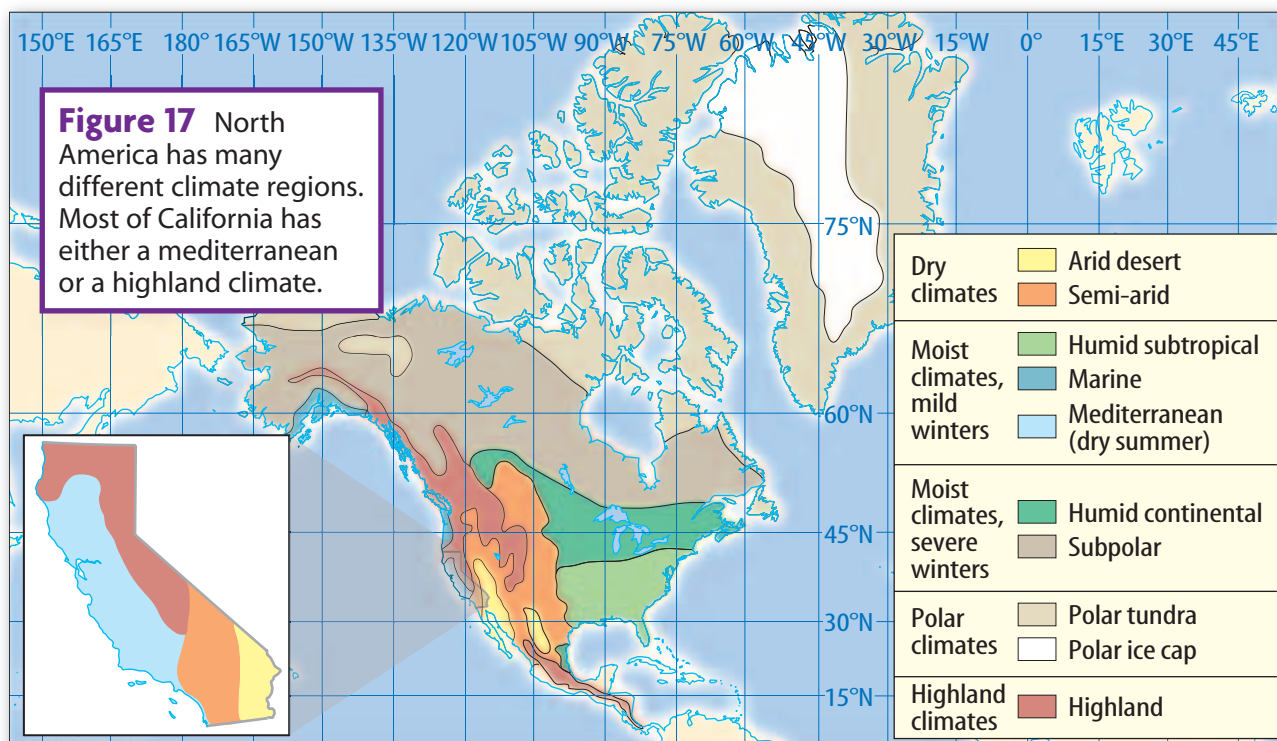 150°E 165°E 180° 165°W 150°W 135°W 120°W 105°W 90°W 75°W 60°W 45°W 30°W 15°W 0° 15°E 30°E 45°E
Figure 17 North
America has many
different climate regions.
Most of California has
either a mediterranean
or a highland climate.
75°N
60°N
45°N
30°N
15°N
Dry
climates
Arid desert
Semi-arid
Moist
climates,
mild
winters
Humid subtropical
Marine
Mediterranean
(dry summer)
Moist
climates,
severe
winters
Humid continental
Subpolar
Polar
climates
Polar tundra
Polar ice cap
Highland
climates
Highland